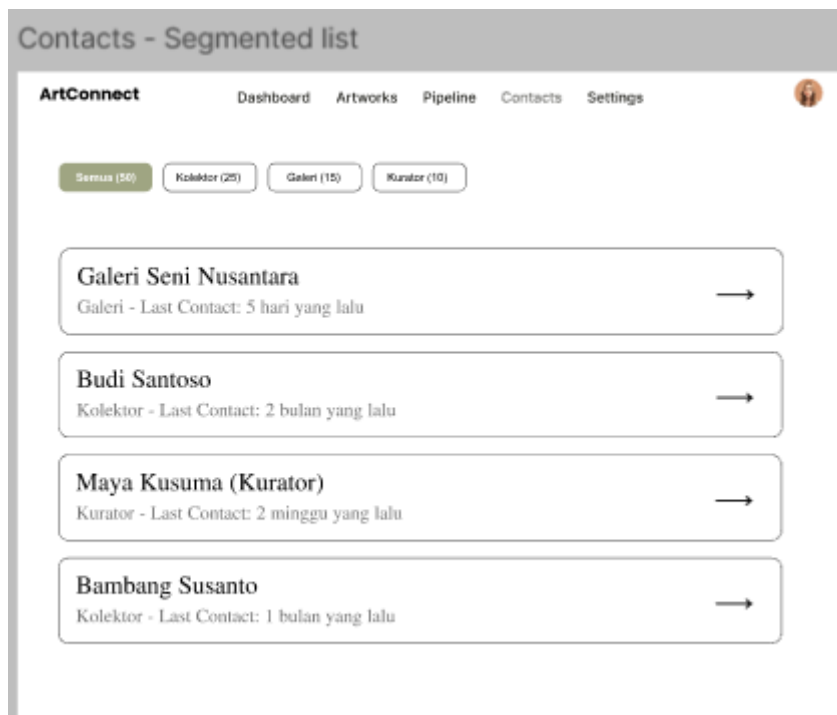 Contacts - Segmented list
ArtConnect Dashboard Artworks Pipeline Contacts Settings
Semua (50) Kolektor (25) Galeri (15) Kurator (10)
Galeri Seni Nusantara
Galeri - Last Contact: 5 hari yang lalu
Budi Santoso
Kolektor - Last Contact: 2 bulan yang lalu
Maya Kusuma (Kurator)
Kurator - Last Contact: 2 minggu yang lalu
Bambang Susanto
Kolektor - Last Contact: 1 bulan yang lalu